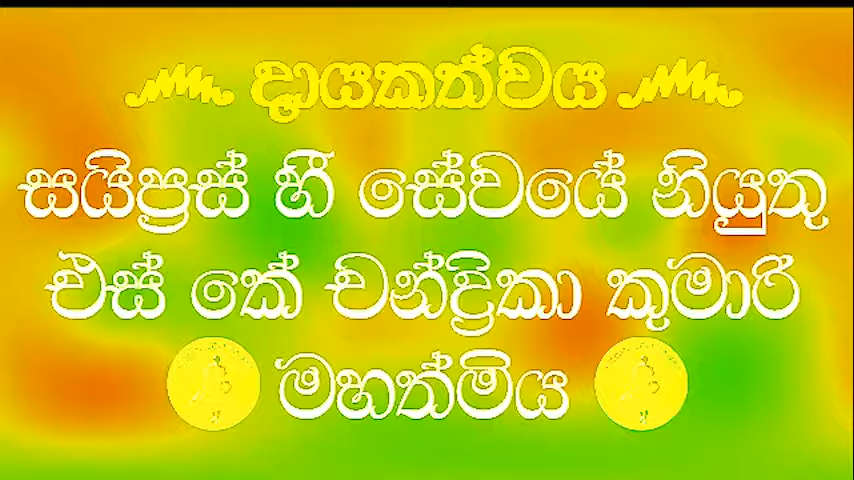 දායකත්වය
සයිප්‍රස් හී සේවයේ නියුතු
එස් කේ චන්ද්‍රිකා කුමාරි
මහත්මිය